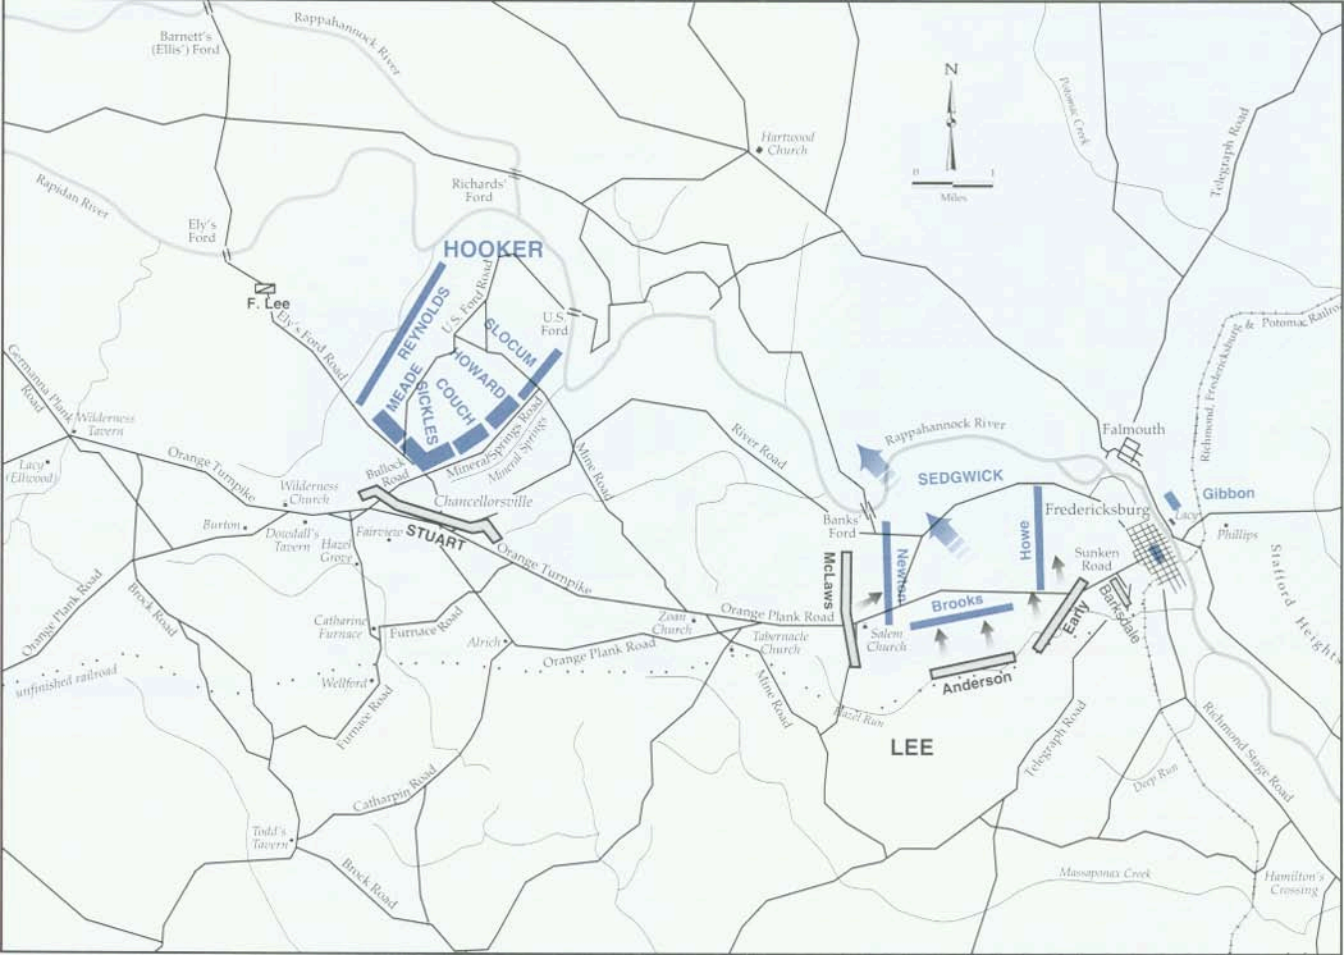 Barnett's
(Ellis') Ford
Rappahannock
River
Potomac Creek
Telegraph Road
N
0 1
Miles
Hartwood
Church
Rapidan River
Richards'
Ford
Ely's
Ford
HOOKER
F. Lee
Ely's Ford Road
REYNOLDS
U.S. Ford Road
U.S.
Ford
SLOCUM
HOWARD
MEADE
COUCH
SICKLES
Richmond, Fredericksburg & Potomac Railro
Germanna Plank
Road
Wilderness
Tavern
Lacy
(Ellwood)
Orange Turnpike
Wilderness
Church
Bullock
Road
Mineral Springs Road
Mineral Springs
Mine Road
River Road
Rappahannock River
Falmouth
SEDGWICK
Gibbon
Lacy
Phillips
Burton
Dowdall's
Tavern
Hazel
Grove
Fairview
Chancellorsville
STUART
Orange Turnpike
Banks'
Ford
Fredericksburg
Howe
Sunken
Road
Stafford Heights
McLaws
Newton
Brooks
Early
Barksdale
Orange Plank Road
Brock Road
Catharine
Furnace
Furnace Road
Alrich
Zoan
Church
Orange Plank Road
Tabernacle
Church
Salem
Church
Orange Plank Road
unfinished railroad
Wellford
Furnace Road
Mine Road
Anderson
Hazel Run
LEE
Telegraph Road
Richmond Stage Road
Deep Run
Catharpin Road
Todd's
Tavern
Brock Road
Massaponax Creek
Hamilton's
Crossing